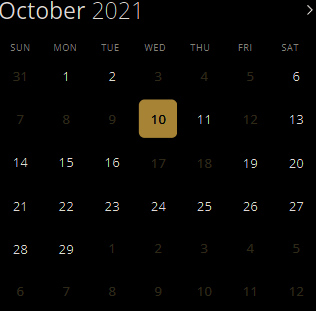 October 2021
SUN MON TUE WED THU FRI SAT
31 1 2 3 4 5 6
7 8 9 10 11 12 13
14 15 16 17 18 19 20
21 22 23 24 25 26 27
28 29 1 2 3 4 5
6 7 8 9 10 11 12